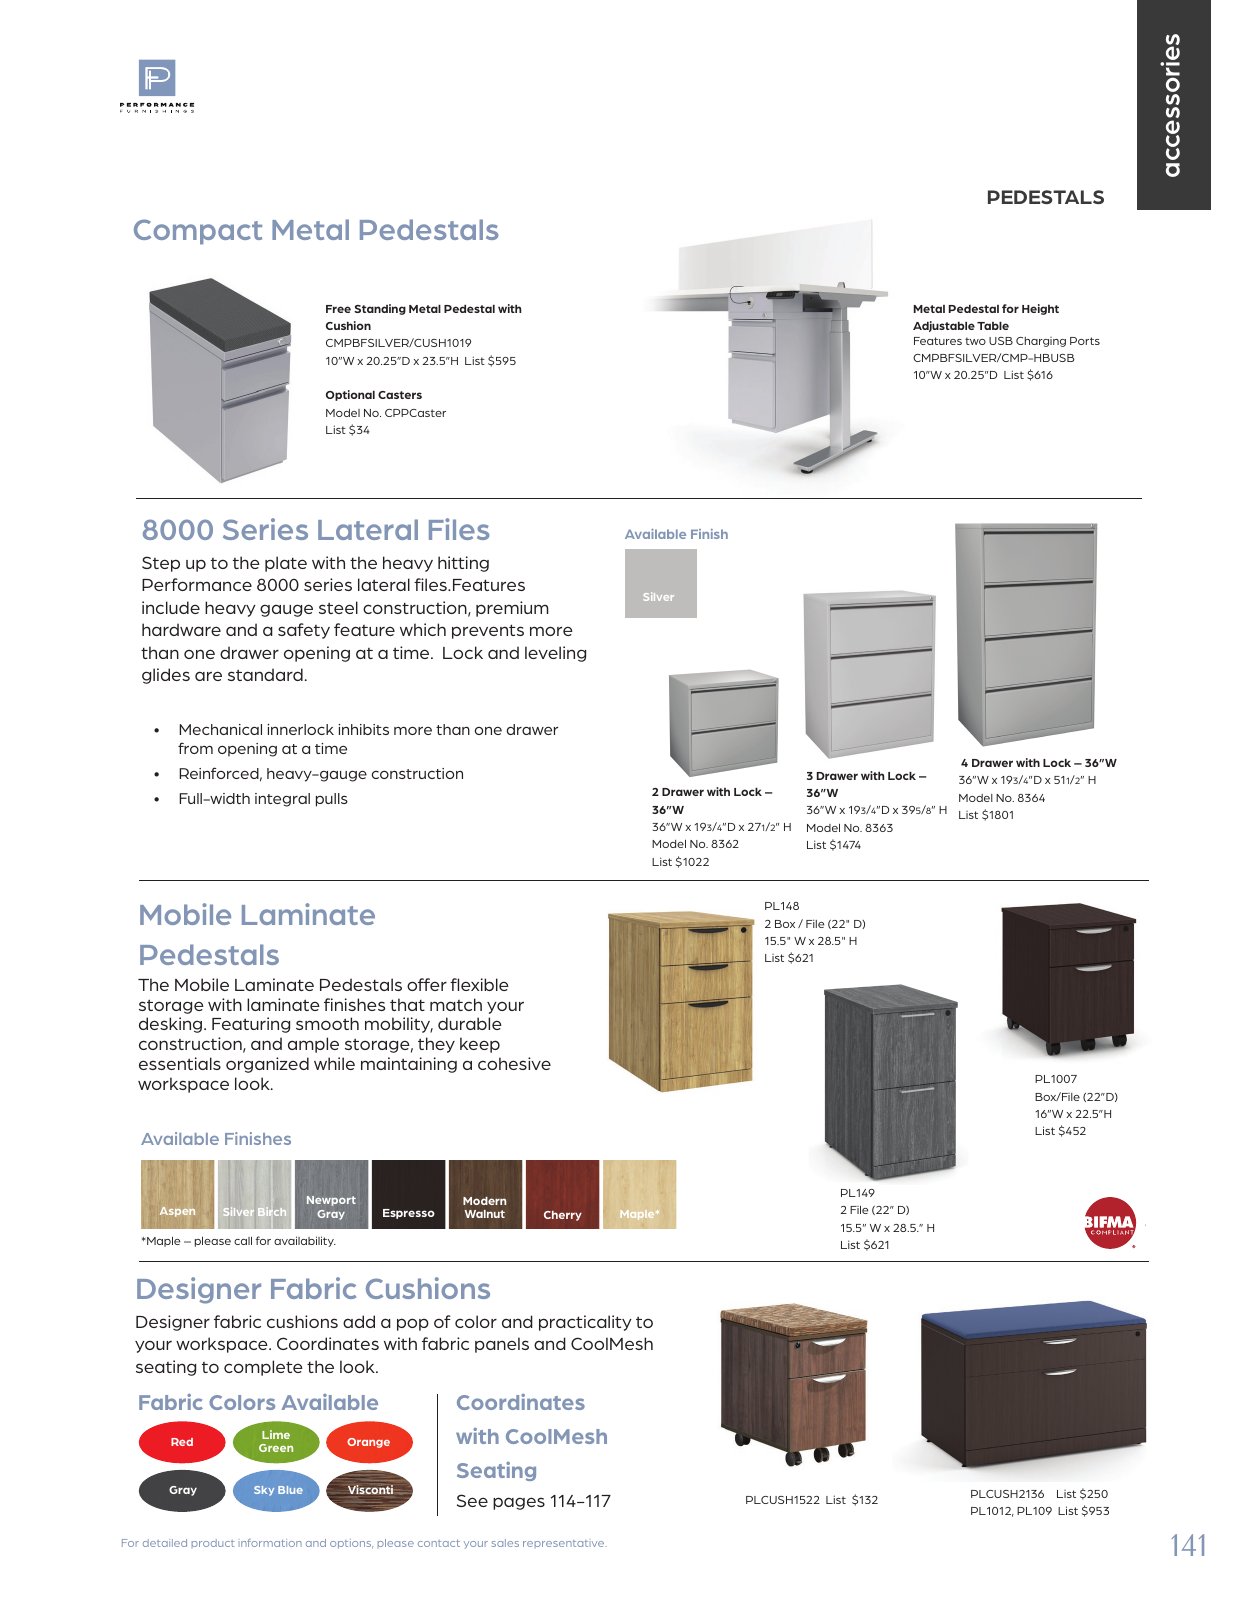 accessories
PERFORMANCE
FURNISHINGS
PEDESTALS
Compact Metal Pedestals
Free Standing Metal Pedestal with
Cushion
CMPBFSILVER/CUSH1019
10”W x 20.25”D x 23.5”H  List $595
Optional Casters
Model No. CPPCaster
List $34
Metal Pedestal for Height
Adjustable Table
Features two USB Charging Ports
CMPBFSILVER/CMP-HBUSB
10”W x 20.25”D  List $616
8000 Series Lateral Files
Step up to the plate with the heavy hitting
Performance 8000 series lateral files.Features
include heavy gauge steel construction, premium
hardware and a safety feature which prevents more
than one drawer opening at a time.  Lock and leveling
glides are standard.
• Mechanical innerlock inhibits more than one drawer
from opening at a time
• Reinforced, heavy-gauge construction
• Full-width integral pulls
Available Finish
Silver
2 Drawer with Lock –
36”W
36”W x 193/4”D x 271/2” H
Model No. 8362
List $1022
3 Drawer with Lock –
36”W
36”W x 193/4”D x 395/8” H
Model No. 8363
List $1474
4 Drawer with Lock – 36”W
36”W x 193/4”D x 511/2” H
Model No. 8364
List $1801
Mobile Laminate
Pedestals
The Mobile Laminate Pedestals offer flexible
storage with laminate finishes that match your
desking. Featuring smooth mobility, durable
construction, and ample storage, they keep
essentials organized while maintaining a cohesive
workspace look.
Available Finishes
Aspen
Silver Birch
Newport
Gray
Espresso
Modern
Walnut
Cherry
Maple*
*Maple – please call for availability.
PL148
2 Box / File (22" D)
15.5" W x 28.5" H
List $621
PL149
2 File (22” D)
15.5” W x 28.5.” H
List $621
PL1007
Box/File (22”D)
16”W x 22.5”H
List $452
BIFMA
COMPLIANT
Designer Fabric Cushions
Designer fabric cushions add a pop of color and practicality to
your workspace. Coordinates with fabric panels and CoolMesh
seating to complete the look.
Fabric Colors Available
Red
Lime
Green
Orange
Gray
Sky Blue
Visconti
Coordinates
with CoolMesh
Seating
See pages 114-117
PLCUSH1522  List  $132
PLCUSH2136    List $250
PL1012, PL109  List $953
For detailed product information and options, please contact your sales representative.
141